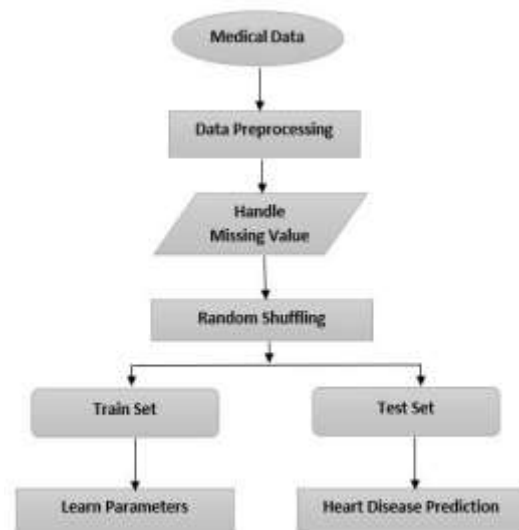 Medical Data
Data Preprocessing
Handle
Missing Value
Random Shuffling
Train Set
Test Set
Learn Parameters
Heart Disease Prediction